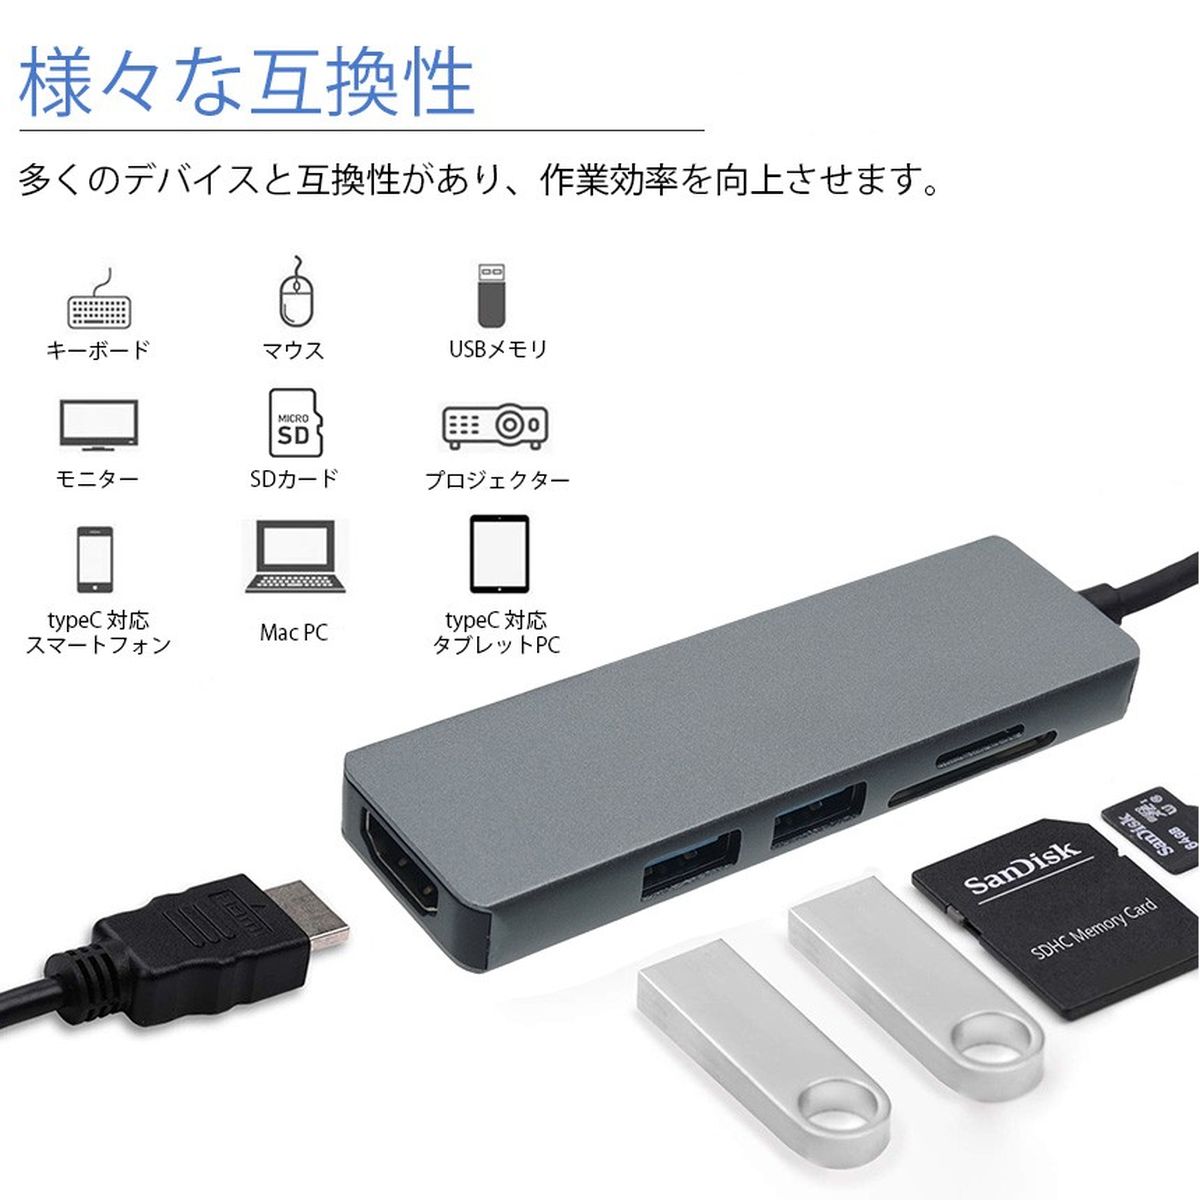 様々な互換性
多くのデバイスと互換性があり、作業効率を向上させます。
キーボード
マウス
USBメモリ
モニター
MICRO
SD
SDカード
プロジェクター
typeC 対応
スマートフォン
Mac PC
typeC 対応
タブレットPC
HDMI
SanDisk
SDHC Memory Card
SanDisk
64GB